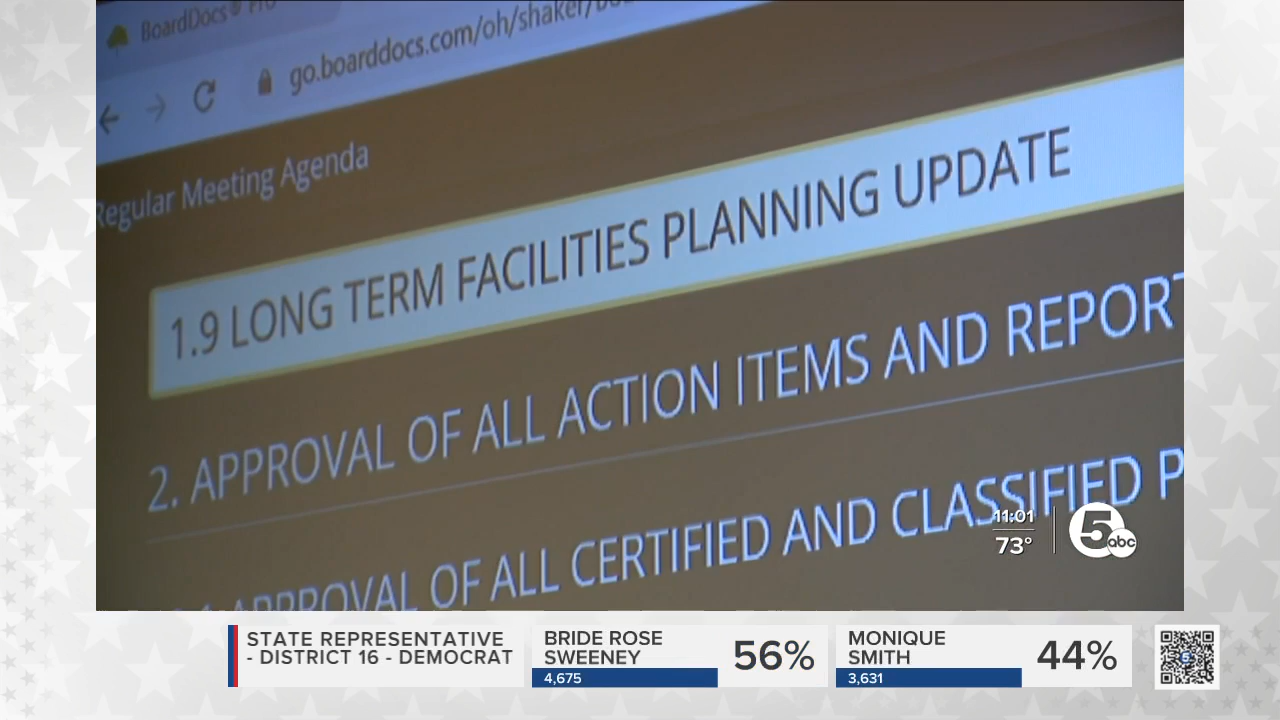 BoardDocs® Pro
go.boarddocs.com/oh/shaker/
Regular Meeting Agenda
1.9 LONG TERM FACILITIES PLANNING UPDATE
2. APPROVAL OF ALL ACTION ITEMS AND REPORT
APPROVAL OF ALL CERTIFIED AND CLASSIFIED P
11:01
73°
5
abc
STATE REPRESENTATIVE
- DISTRICT 16 - DEMOCRAT
BRIDE ROSE
SWEENEY
56%
4,675
MONIQUE
SMITH
44%
3,631